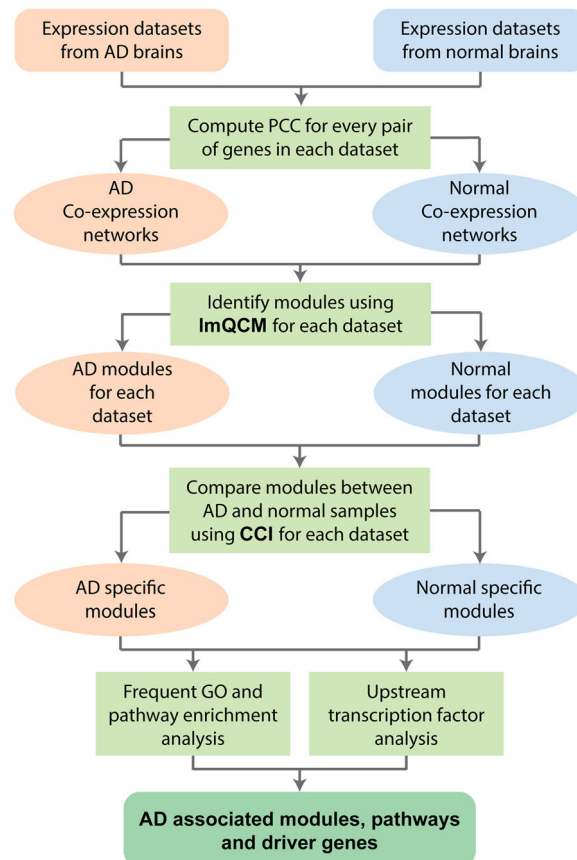 Expression datasets
from AD brains
Expression datasets
from normal brains
Compute PCC for every pair
of genes in each dataset
AD
Co-expression
networks
Normal
Co-expression
networks
Identify modules using
lmQCM for each dataset
AD modules
for each
dataset
Normal
modules for each
dataset
Compare modules between
AD and normal samples
using CCI for each dataset
AD specific
modules
Normal specific
modules
Frequent GO and
pathway enrichment
analysis
Upstream
transcription factor
analysis
AD associated modules, pathways
and driver genes